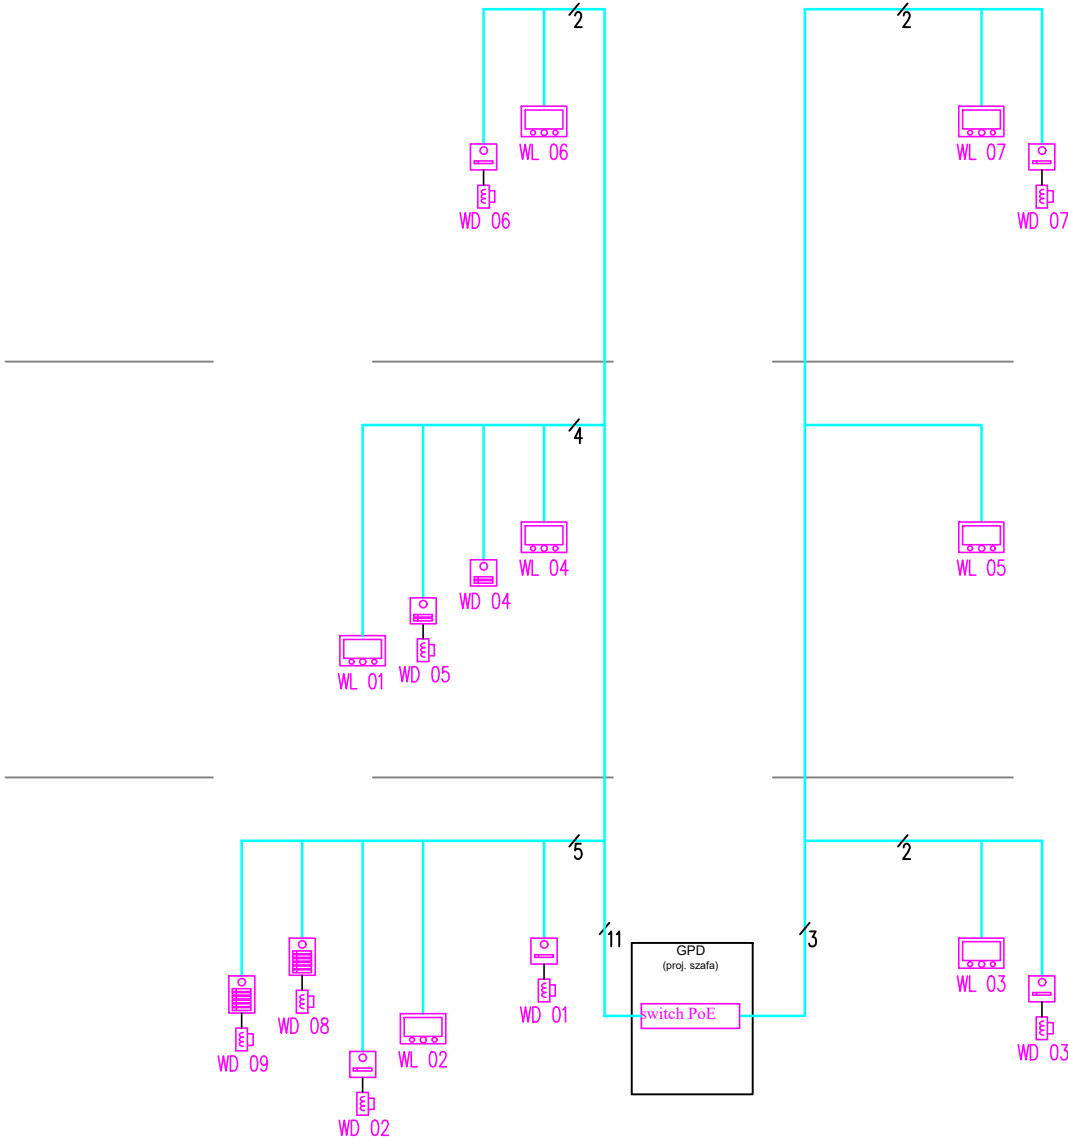 2
2
WL 06
WL 07
WD 06
WD 07
4
WL 04
WL 05
WD 04
WD 05
WL 01
5
2
11
3
GPD
(proj. szafa)
WL 03
switch PoE
WD 01
WD 08
WL 02
WD 03
WD 09
WD 02